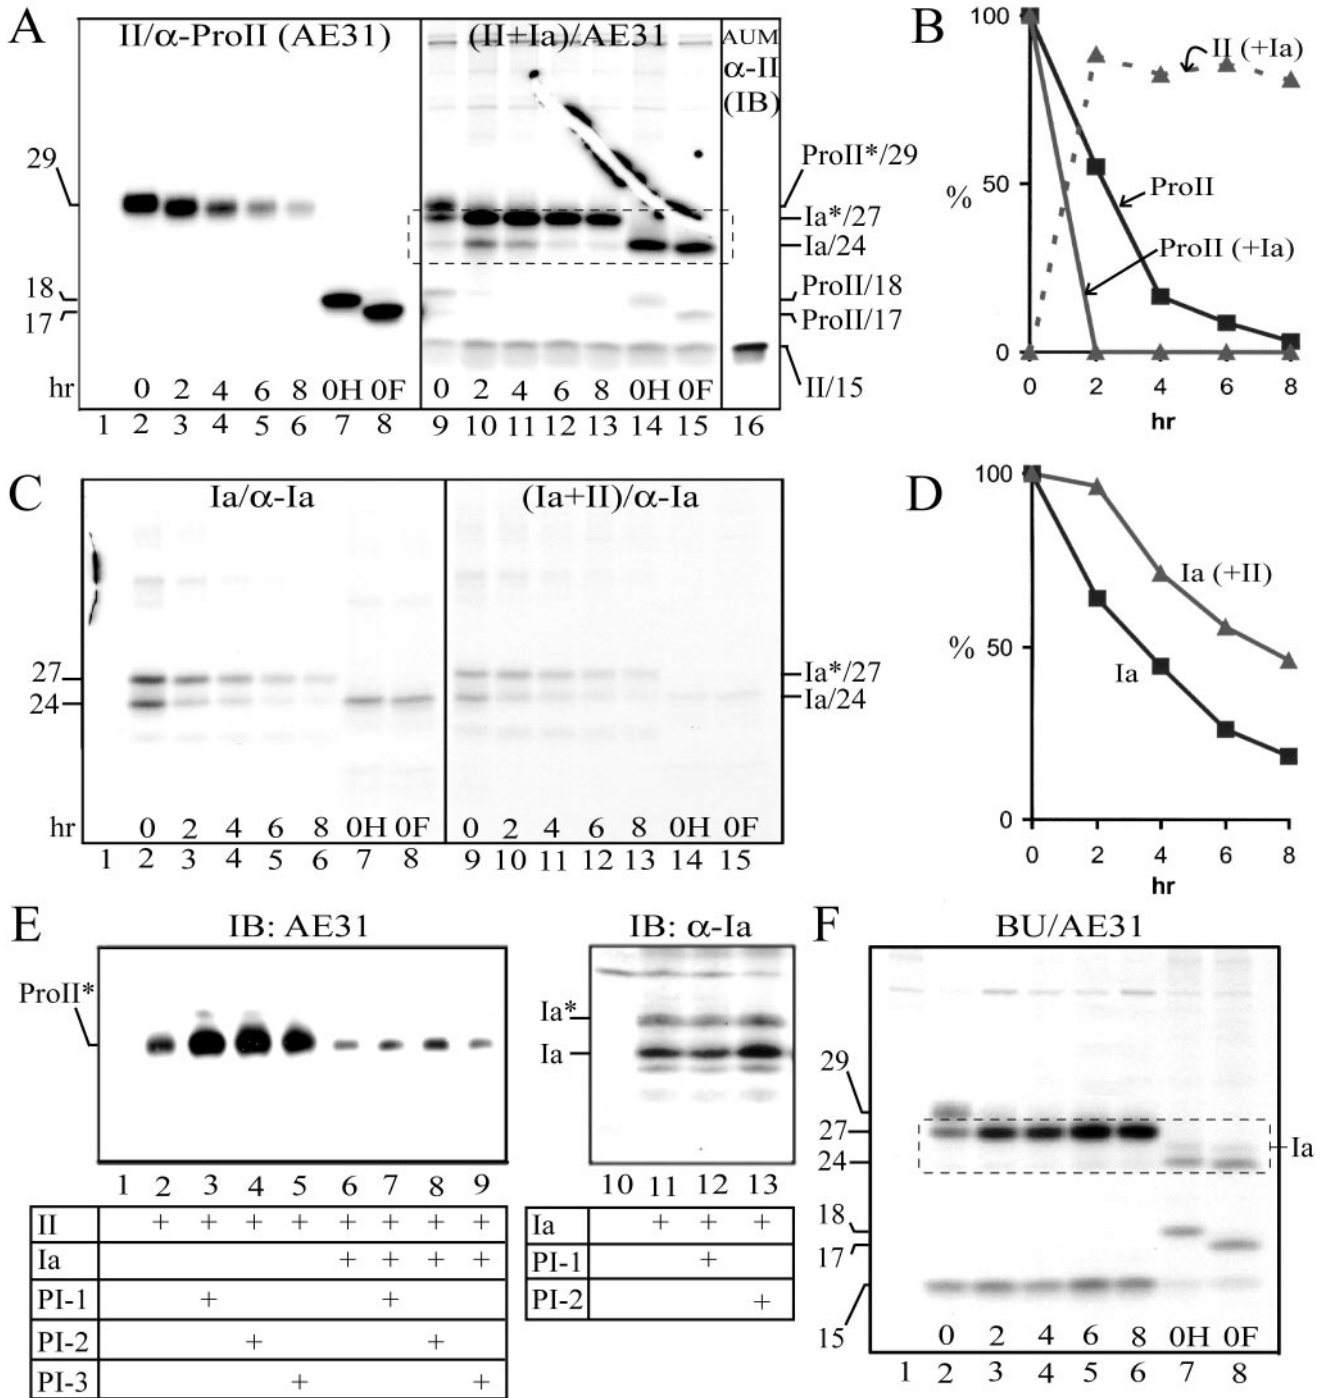 A
II/α-ProII (AE31)
(II+Ia)/AE31
AUM
α-II
(IB)
29
18
17
ProII*/29
Ia*/27
Ia/24
ProII/18
ProII/17
II/15
hr 0 2 4 6 8 0H 0F 0 2 4 6 8 0H 0F
1 2 3 4 5 6 7 8 9 10 11 12 13 14 15 16
B
100
50
0
%
II (+Ia)
ProII
ProII (+Ia)
0 2 4 6 8
hr
C
Ia/α-Ia
(Ia+II)/α-Ia
27
24
Ia*/27
Ia/24
hr 0 2 4 6 8 0H 0F 0 2 4 6 8 0H 0F
1 2 3 4 5 6 7 8 9 10 11 12 13 14 15
D
100
50
0
%
Ia (+II)
Ia
0 2 4 6 8
hr
E
IB: AE31
ProII*
1 2 3 4 5 6 7 8 9
II + + + + + + + +
Ia + + + +
PI-1 + +
PI-2 + +
PI-3 + +
IB: α-Ia
Ia*
Ia
10 11 12 13
Ia + + +
PI-1 +
PI-2 +
F
BU/AE31
29
27
24
18
17
15
Ia
0 2 4 6 8 0H 0F
1 2 3 4 5 6 7 8